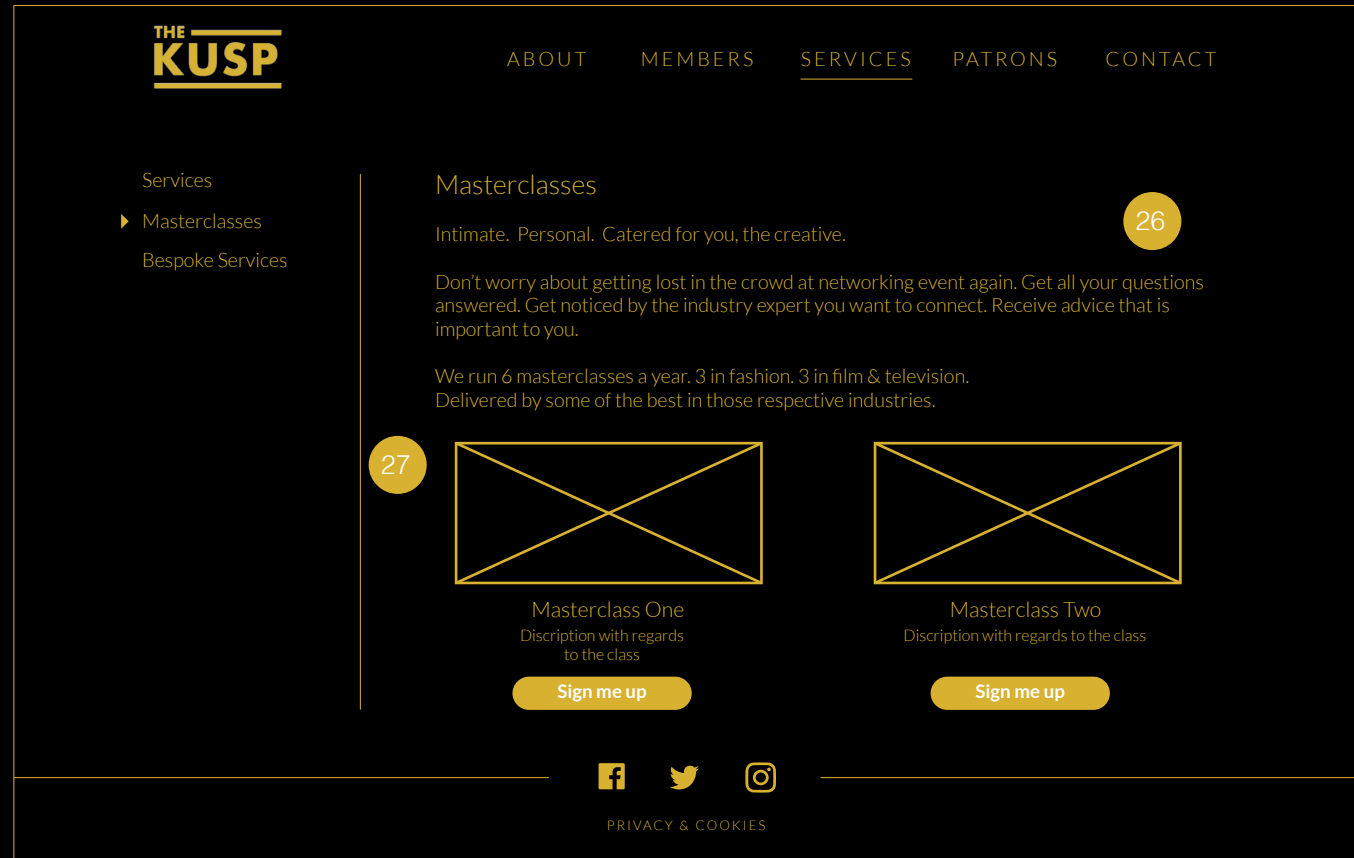 THE
KUSP
ABOUT MEMBERS SERVICES PATRONS CONTACT
Services
Masterclasses
Bespoke Services
Masterclasses
26
Intimate.  Personal.  Catered for you, the creative.
Don’t worry about getting lost in the crowd at networking event again. Get all your questions
answered. Get noticed by the industry expert you want to connect. Receive advice that is
important to you.
We run 6 masterclasses a year. 3 in fashion. 3 in film & television.
Delivered by some of the best in those respective industries.
27
Masterclass One
Discription with regards
to the class
Sign me up
Masterclass Two
Discription with regards to the class
Sign me up
PRIVACY & COOKIES